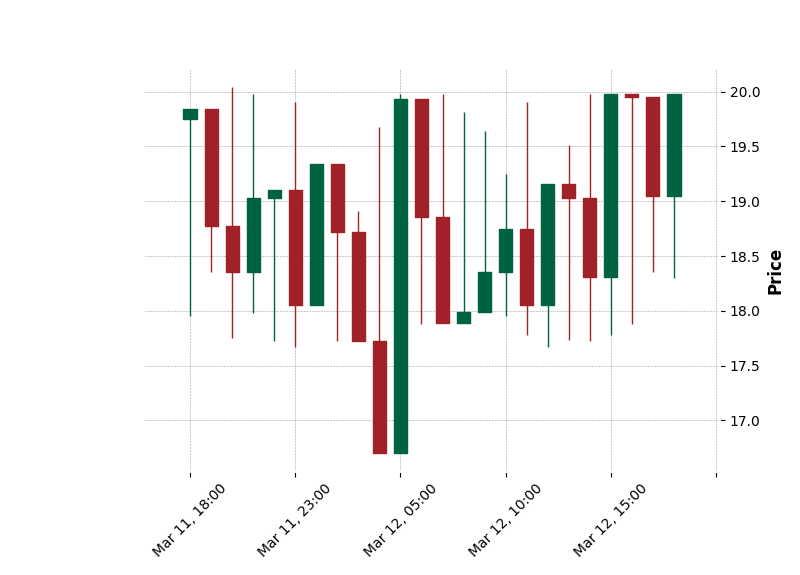 20.0
19.5
19.0
18.5
18.0
17.5
17.0
Price
Mar 11, 18:00
Mar 11, 23:00
Mar 12, 05:00
Mar 12, 10:00
Mar 12, 15:00